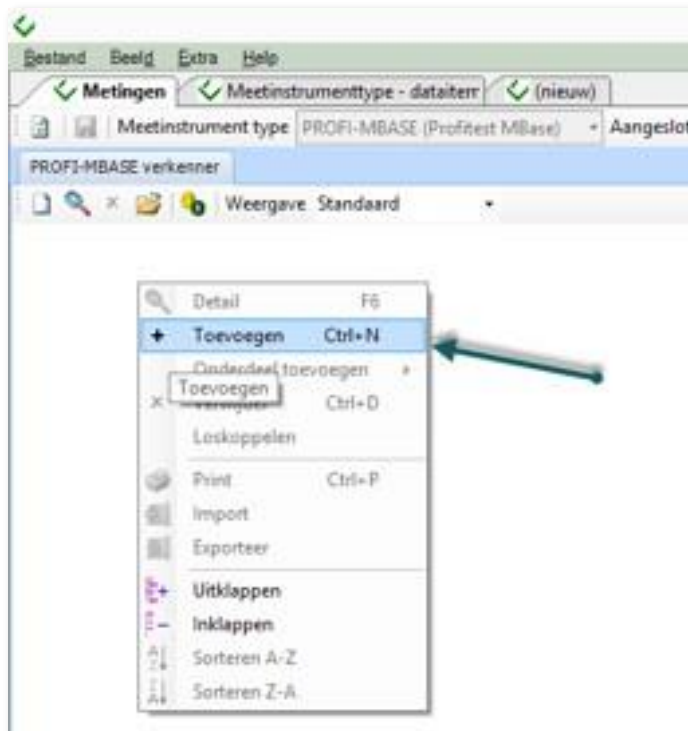 Bestand Beeld Extra Help
Metingen Meetinstrumenttype - dataitem (nieuw)
Meetinstrument type PROFI-MBASE (Profitest MBase) Aangeslot
PROFI-MBASE verkenner
Weergave Standaard
Detail F6
Toevoegen Ctrl+N
Onderdeel toevoegen
Toevoegen
Ctrl+D
Loskoppelen
Print Ctrl+P
Import
Exporteer
Uitklappen
Inklappen
Sorteren A-Z
Sorteren Z-A